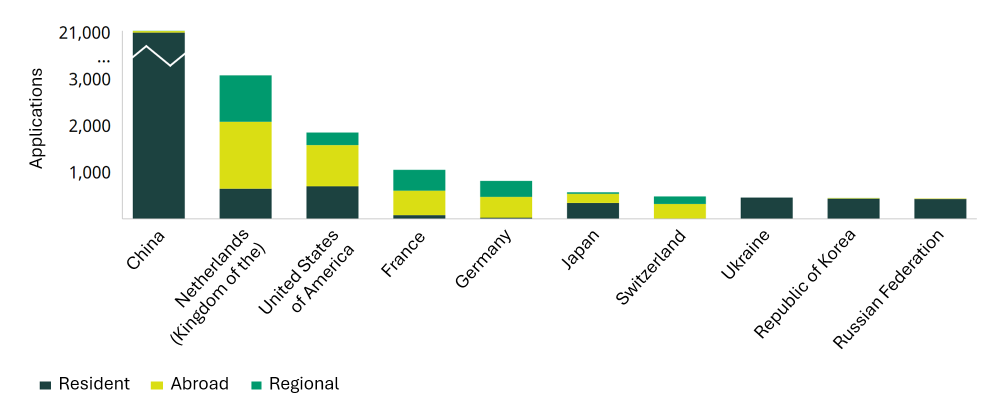 21,000
...
3,000
2,000
1,000
Applications
China
Netherlands
(Kingdom of the)
United States
of America
France
Germany
Japan
Switzerland
Ukraine
Republic of Korea
Russian Federation
Resident
Abroad
Regional